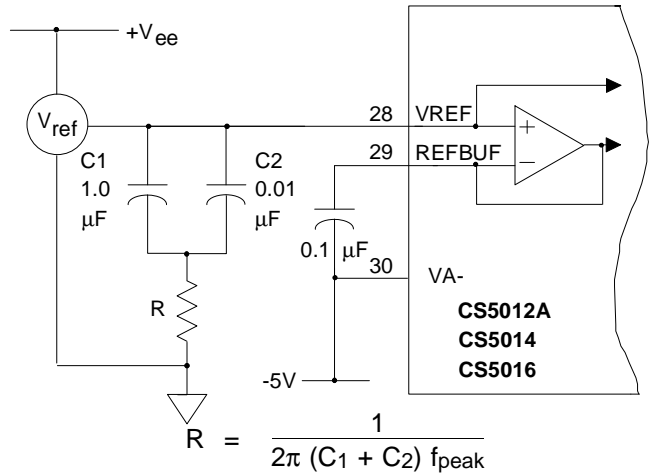 +Vee
Vref
28 VREF
+
29 REFBUF
−
C1
1.0
µF
C2
0.01
µF
0.1 µF
30
VA-
R
CS5012A
CS5014
CS5016
-5V
R = 1 / 2π (C1 + C2) fpeak